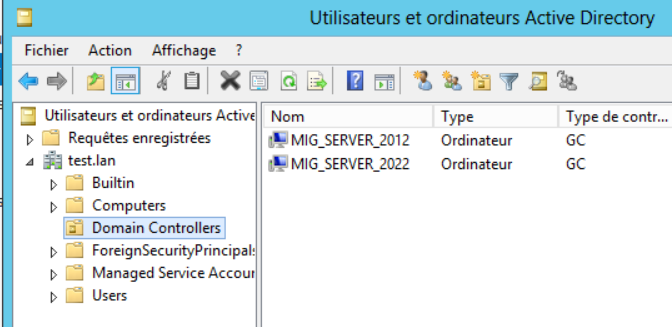 Utilisateurs et ordinateurs Active Directory
Fichier Action Affichage ?
Utilisateurs et ordinateurs Active
Nom Type Type de contr...
Requêtes enregistrées
MIG_SERVER_2012 Ordinateur GC
test.lan
MIG_SERVER_2022 Ordinateur GC
Builtin
Computers
Domain Controllers
ForeignSecurityPrincipals
Managed Service Accour
Users